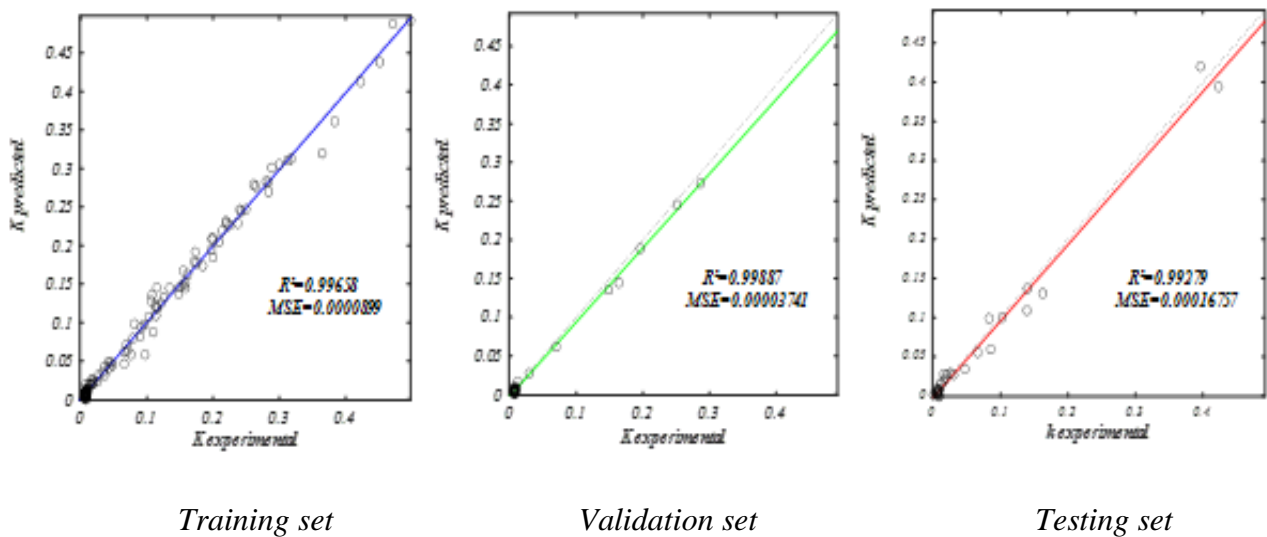 0.45
0.4
0.35
0.3
0.25
0.2
0.15
0.1
0.05
0
K predicted
R²=0.99658
MSE=0.0000899
0 0.1 0.2 0.3 0.4
K experimental
Training set
0.45
0.4
0.35
0.3
0.25
0.2
0.15
0.1
0.05
0
K predicted
R²=0.99887
MSE=0.00003741
0 0.1 0.2 0.3 0.4
K experimental
Validation set
0.45
0.4
0.35
0.3
0.25
0.2
0.15
0.1
0.05
0
K predicted
R²=0.99279
MSE=0.00016757
0 0.1 0.2 0.3 0.4
k experimental
Testing set